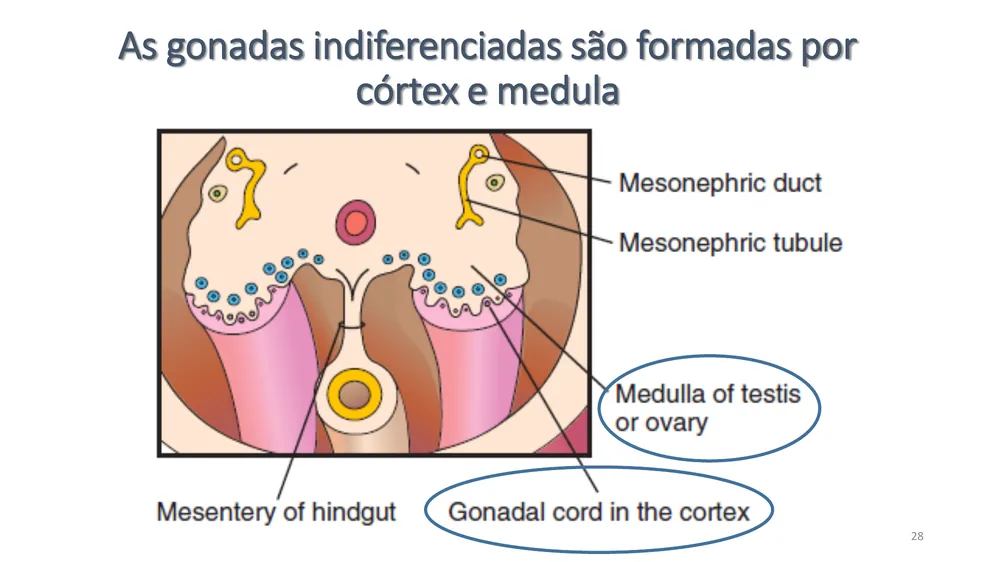 As gonadas indiferenciadas são formadas por
córtex e medula
Mesonephric duct
Mesonephric tubule
Medulla of testis
or ovary
Mesentery of hindgut
Gonadal cord in the cortex
28